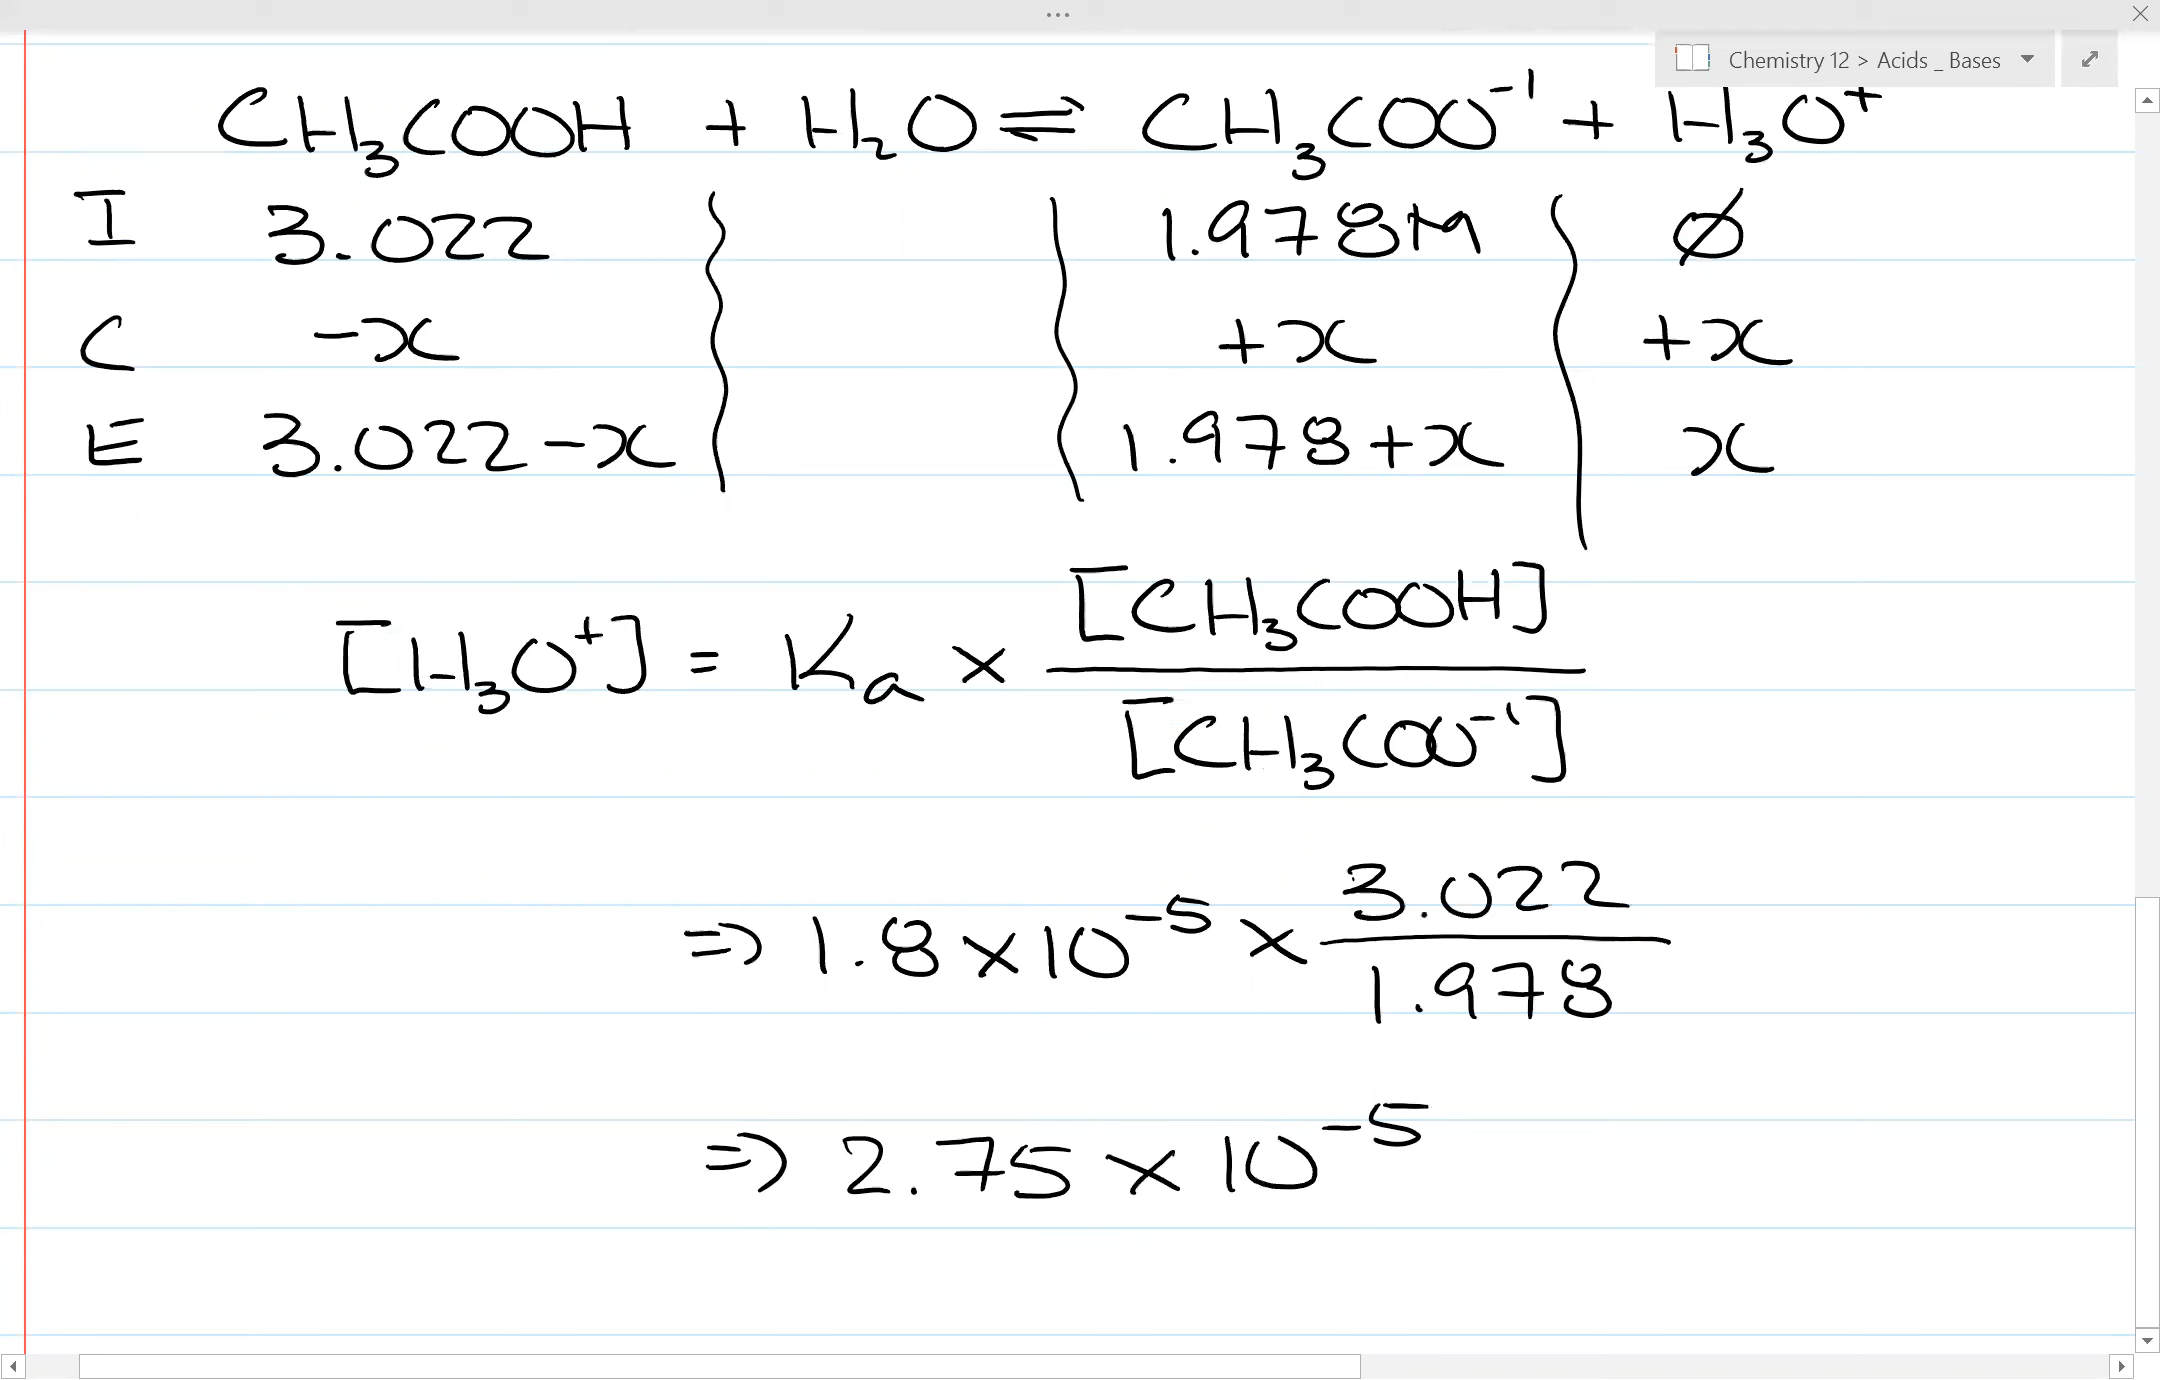 ...
Chemistry 12 > Acids _ Bases
CH₃COOH + H₂O ⇌ CH₃COO⁻¹ + H₃O⁺
I 3.022 1.978M ∅
C -x +x +x
E 3.022-x 1.978+x x
[H₃O⁺] = Kₐ × [CH₃COOH] / [CH₃COO⁻¹]
⇒ 1.8 × 10⁻⁵ × 3.022 / 1.978
⇒ 2.75 × 10⁻⁵